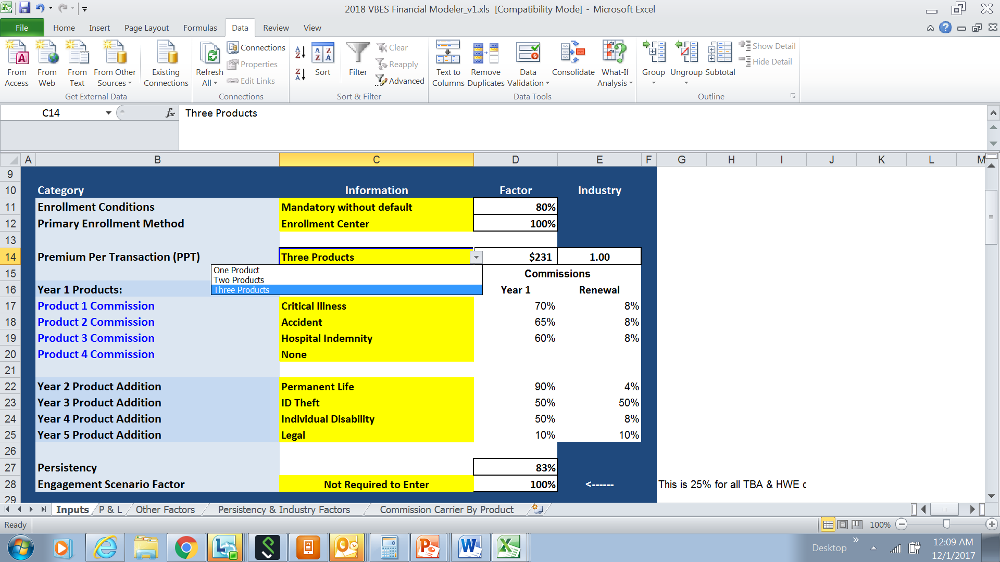 2018 VBES Financial Modeler_v1.xls [Compatibility Mode] - Microsoft Excel
File Home Insert Page Layout Formulas Data Review View
From Access
From Web
From Text
From Other Sources
Existing Connections
Get External Data
Refresh All
Connections
Properties
Edit Links
Connections
Sort
Filter
Clear
Reapply
Advanced
Sort & Filter
Text to Columns
Remove Duplicates
Data Validation
Consolidate
What-If Analysis
Data Tools
Group
Ungroup
Subtotal
Show Detail
Hide Detail
Outline
C14 fx Three Products
A B C D E F G H I J K L M
9
10 Category Information Factor Industry
11 Enrollment Conditions Mandatory without default 80%
12 Primary Enrollment Method Enrollment Center 100%
13
14 Premium Per Transaction (PPT) Three Products $231 1.00
One Product
Two Products
Three Products
15 Commissions
16 Year 1 Products: Year 1 Renewal
17 Product 1 Commission Critical Illness 70% 8%
18 Product 2 Commission Accident 65% 8%
19 Product 3 Commission Hospital Indemnity 60% 8%
20 Product 4 Commission None
21
22 Year 2 Product Addition Permanent Life 90% 4%
23 Year 3 Product Addition ID Theft 50% 50%
24 Year 4 Product Addition Individual Disability 50% 8%
25 Year 5 Product Addition Legal 10% 10%
26
27 Persistency 83%
28 Engagement Scenario Factor Not Required to Enter 100% <------ This is 25% for all TBA & HWE c
29
Inputs P & L Other Factors Persistency & Industry Factors Commission Carrier By Product
Ready 100%
Desktop
12:09 AM
12/1/2017